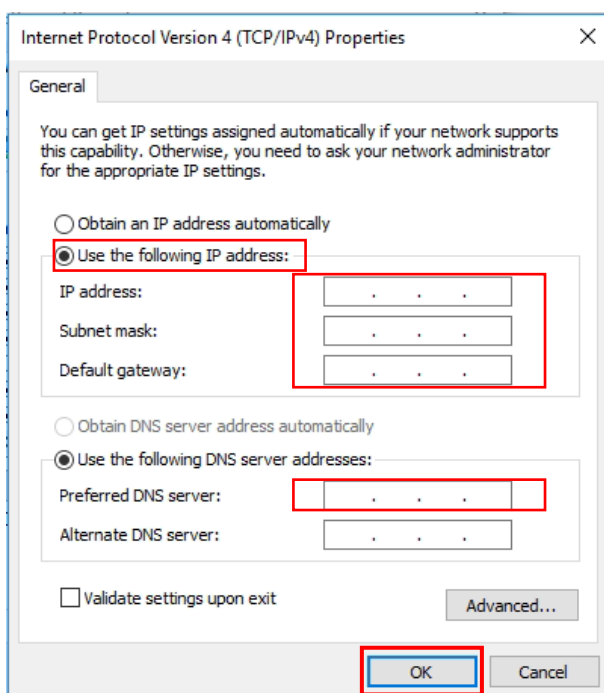 Internet Protocol Version 4 (TCP/IPv4) Properties
General
You can get IP settings assigned automatically if your network supports
this capability. Otherwise, you need to ask your network administrator
for the appropriate IP settings.
Obtain an IP address automatically
Use the following IP address:
IP address: . . .
Subnet mask: . . .
Default gateway: . . .
Obtain DNS server address automatically
Use the following DNS server addresses:
Preferred DNS server: . . .
Alternate DNS server: . . .
Validate settings upon exit
Advanced...
OK Cancel